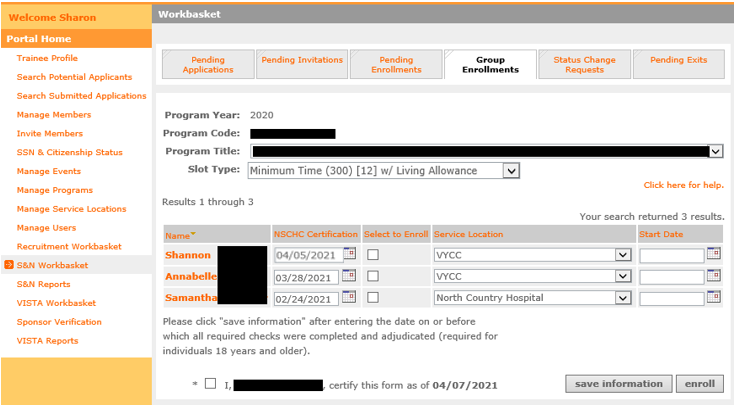 Welcome Sharon
Portal Home
Trainee Profile
Search Potential Applicants
Search Submitted Applications
Manage Members
Invite Members
SSN & Citizenship Status
Manage Events
Manage Programs
Manage Service Locations
Manage Users
Recruitment Workbasket
S&N Workbasket
S&N Reports
VISTA Workbasket
Sponsor Verification
VISTA Reports
Workbasket
Pending Applications
Pending Invitations
Pending Enrollments
Group Enrollments
Status Change Requests
Pending Exits
Program Year: 2020
Program Code:
Program Title:
Slot Type: Minimum Time (300) [12] w/ Living Allowance
Click here for help.
Results 1 through 3
Your search returned 3 results.
Name NSCHC Certification Select to Enroll Service Location Start Date
Shannon 04/05/2021 VYCC
Annabelle 03/28/2021 VYCC
Samantha 02/24/2021 North Country Hospital
Please click "save information" after entering the date on or before
which all required checks were completed and adjudicated (required for
individuals 18 years and older).
* I, , certify this form as of 04/07/2021
save information enroll